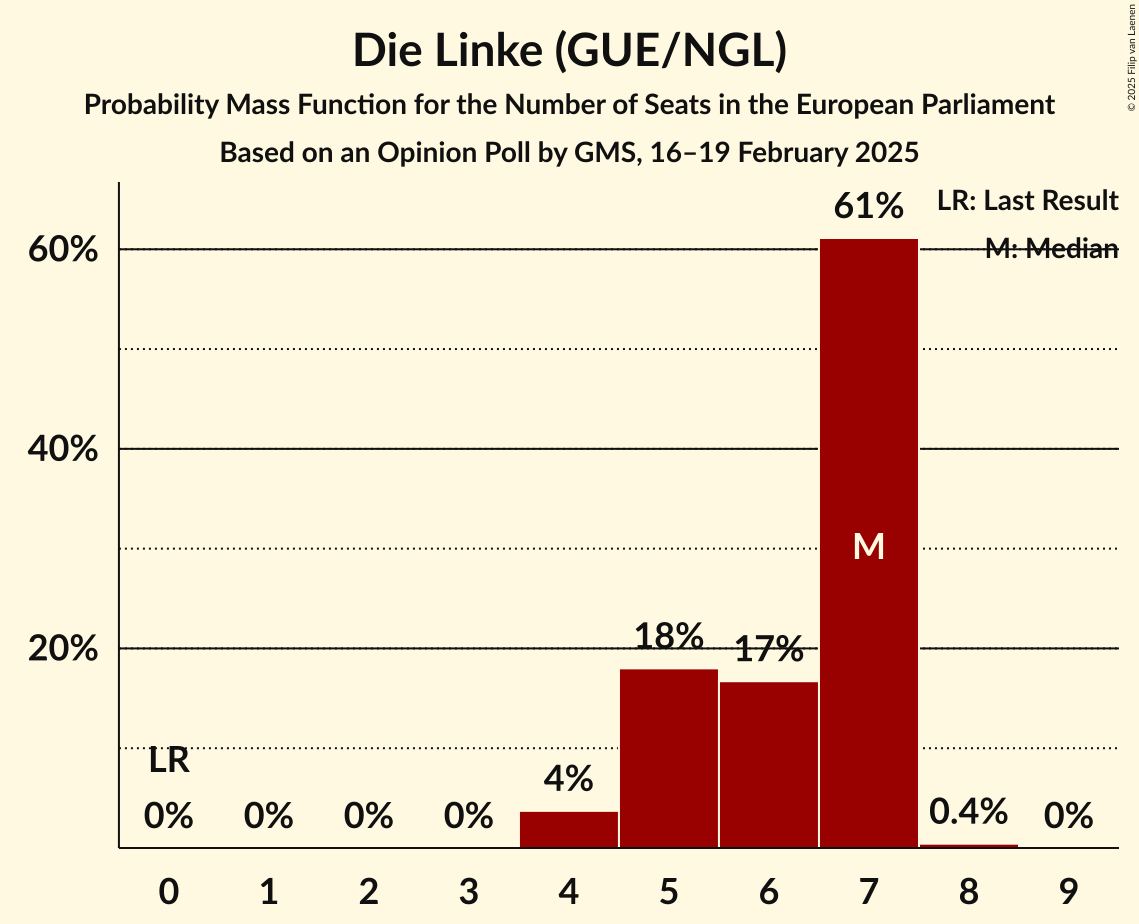 Die Linke (GUE/NGL)
Probability Mass Function for the Number of Seats in the European Parliament
Based on an Opinion Poll by GMS, 16–19 February 2025
© 2025 Filip van Laenen
LR: Last Result
M: Median
60%
40%
20%
61%
M
18%
17%
LR
4%
0%
0%
0%
0%
0.4%
0%
0
1
2
3
4
5
6
7
8
9